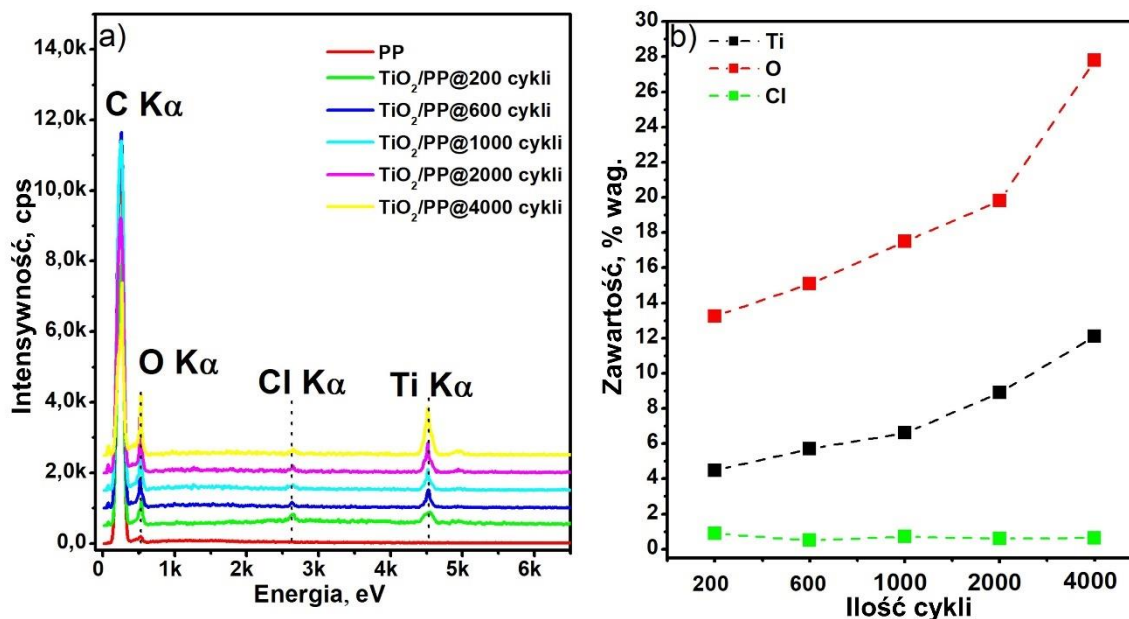 a)
14,0k
12,0k
10,0k
8,0k
6,0k
4,0k
2,0k
0,0
Intensywność, cps
PP
TiO₂/PP@200 cykli
TiO₂/PP@600 cykli
TiO₂/PP@1000 cykli
TiO₂/PP@2000 cykli
TiO₂/PP@4000 cykli
C Kα
O Kα
Cl Kα
Ti Kα
0 1k 2k 3k 4k 5k 6k
Energia, eV
b)
30
28
26
24
22
20
18
16
14
12
10
8
6
4
2
0
Zawartość, % wag.
Ti
O
Cl
200 600 1000 2000 4000
Ilość cykli